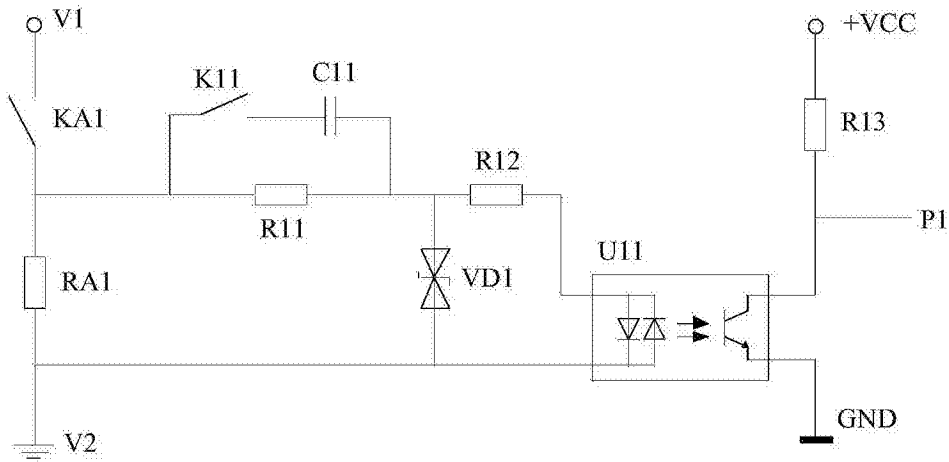 V1
+VCC
K11
C11
KA1
R13
R12
R11
P1
U11
RA1
VD1
GND
V2